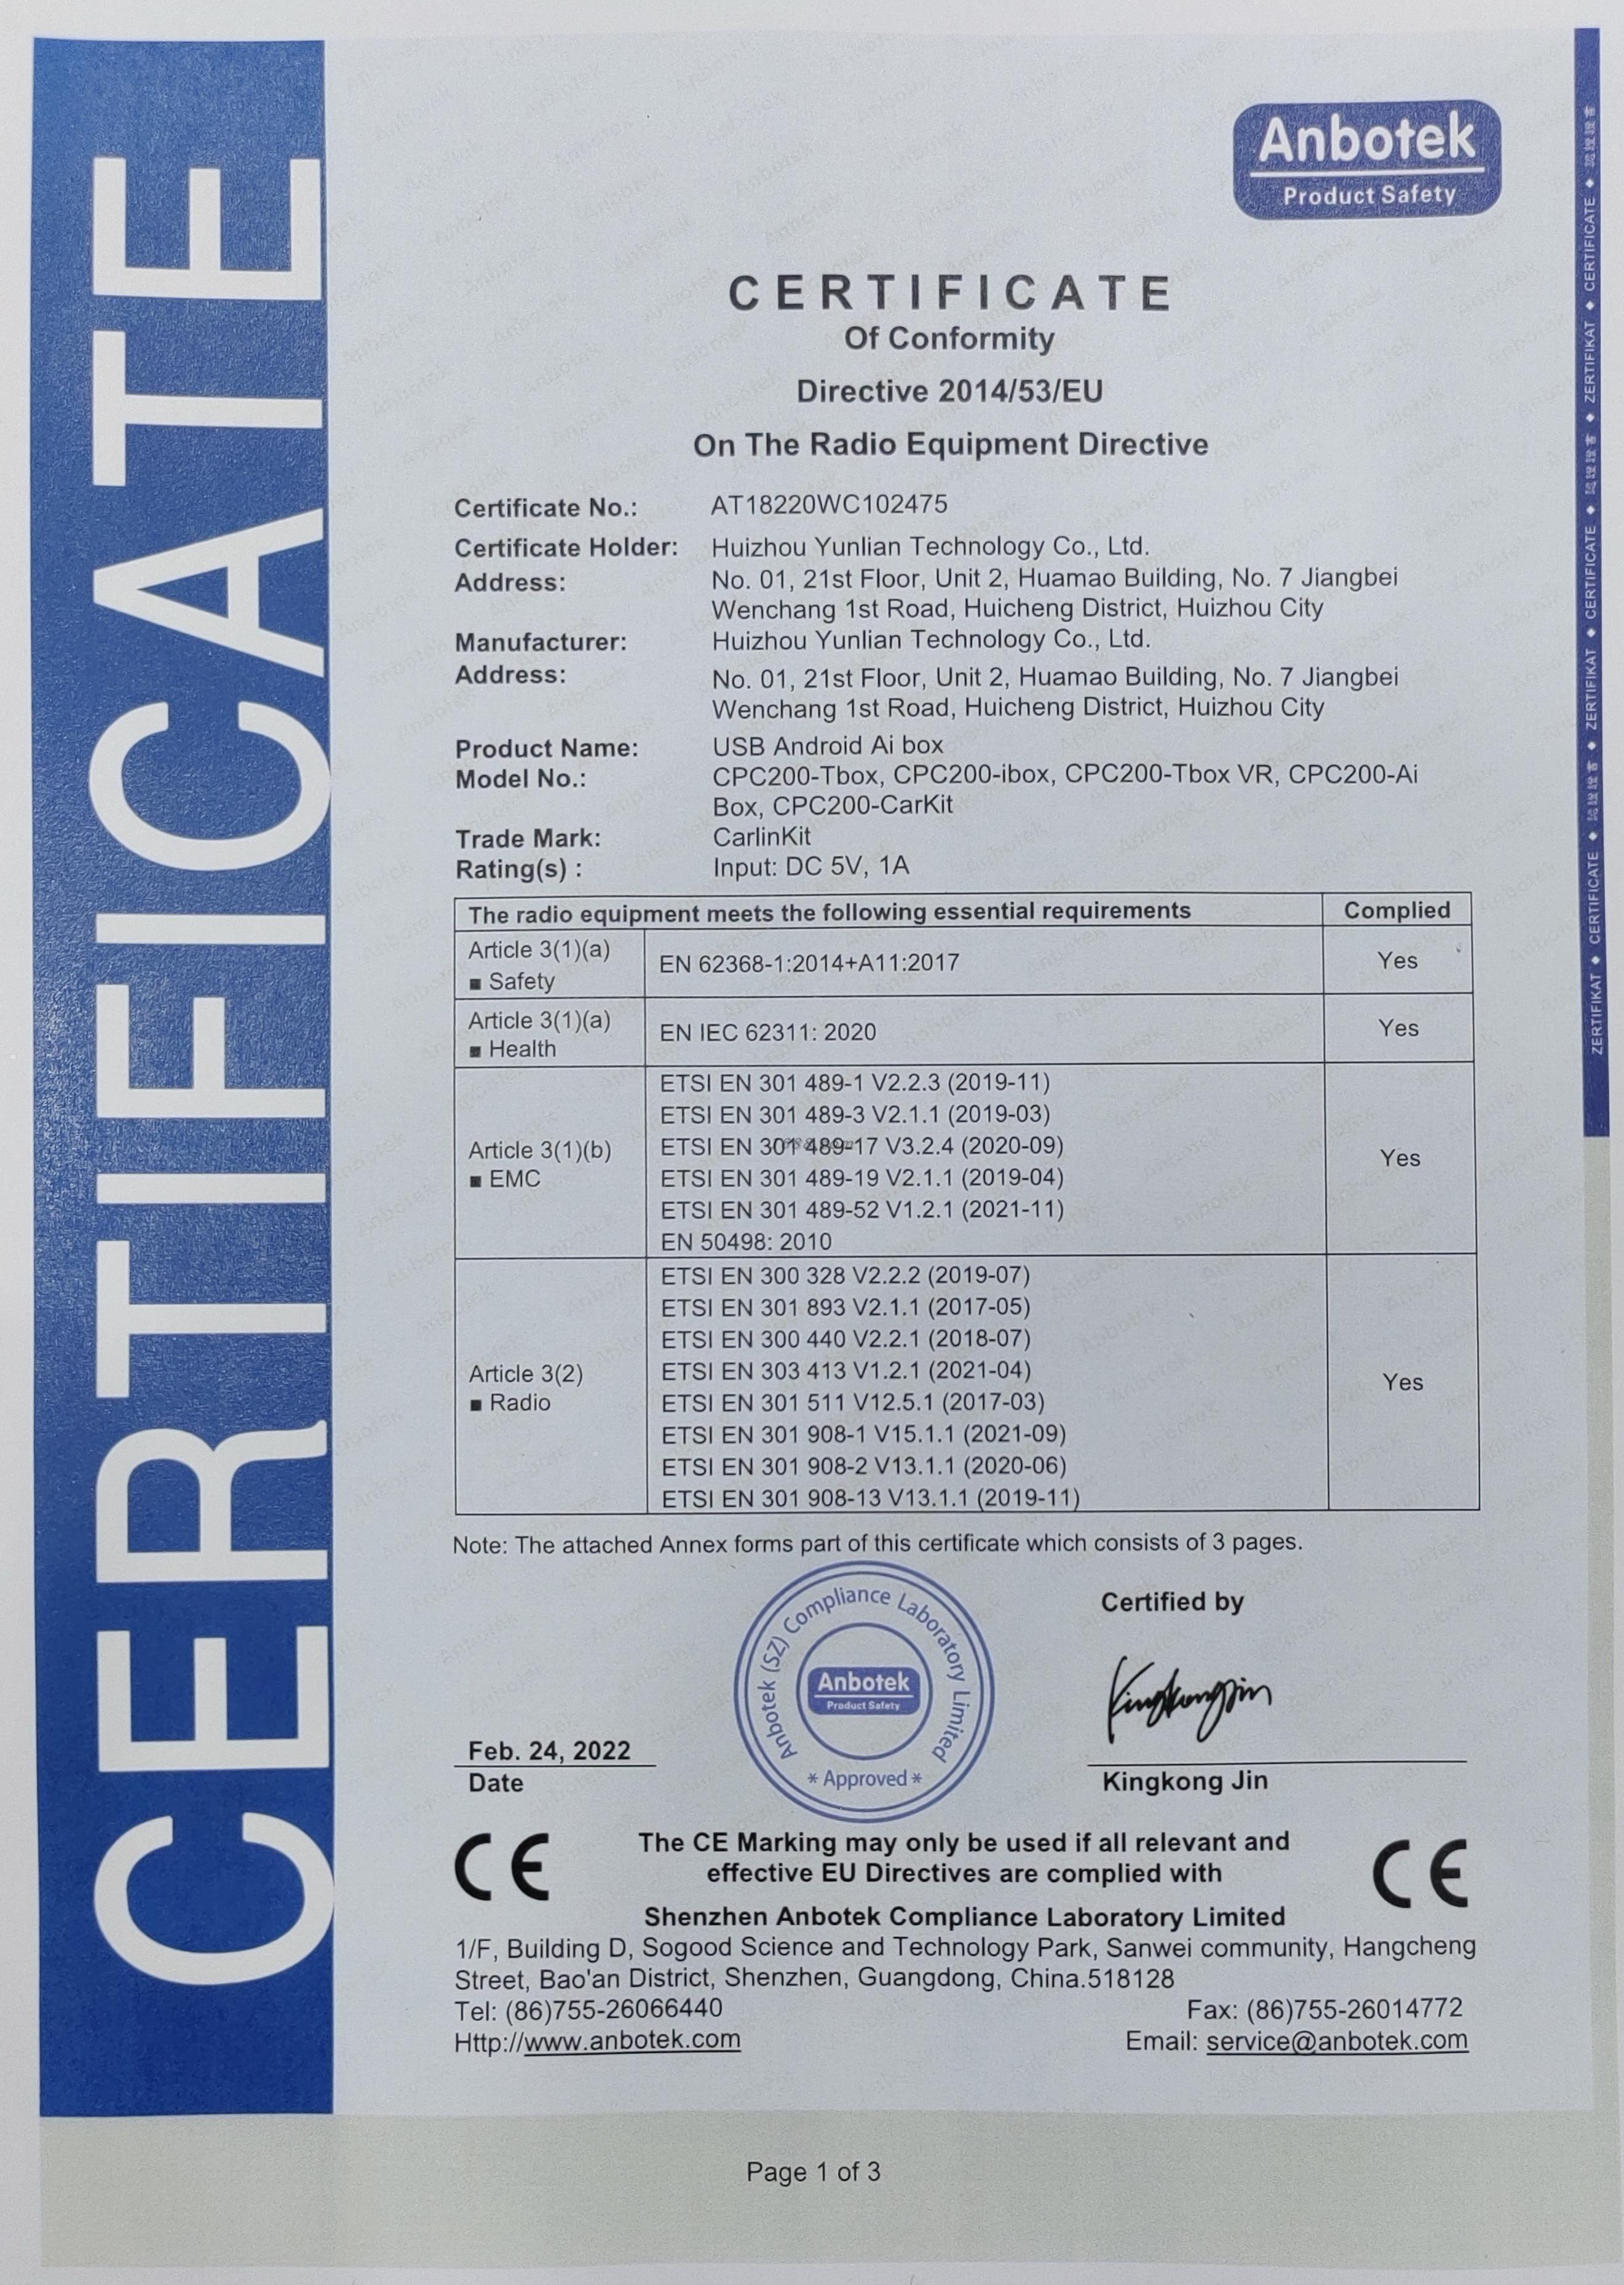 CERTIFICATE
Anbotek
Product Safety
CERTIFICATE
Of Conformity
Directive 2014/53/EU
On The Radio Equipment Directive
Certificate No.: AT18220WC102475
Certificate Holder: Huizhou Yunlian Technology Co., Ltd.
Address: No. 01, 21st Floor, Unit 2, Huamao Building, No. 7 Jiangbei
Wenchang 1st Road, Huicheng District, Huizhou City
Manufacturer: Huizhou Yunlian Technology Co., Ltd.
Address: No. 01, 21st Floor, Unit 2, Huamao Building, No. 7 Jiangbei
Wenchang 1st Road, Huicheng District, Huizhou City
Product Name: USB Android Ai box
Model No.: CPC200-Tbox, CPC200-ibox, CPC200-Tbox VR, CPC200-Ai
Box, CPC200-CarKit
Trade Mark: CarlinKit
Rating(s) : Input: DC 5V, 1A
The radio equipment meets the following essential requirements Complied
Article 3(1)(a)
■ Safety
EN 62368-1:2014+A11:2017
Yes
Article 3(1)(a)
■ Health
EN IEC 62311: 2020
Yes
Article 3(1)(b)
■ EMC
ETSI EN 301 489-1 V2.2.3 (2019-11)
ETSI EN 301 489-3 V2.1.1 (2019-03)
ETSI EN 301 489-17 V3.2.4 (2020-09)
ETSI EN 301 489-19 V2.1.1 (2019-04)
ETSI EN 301 489-52 V1.2.1 (2021-11)
EN 50498: 2010
Yes
Article 3(2)
■ Radio
ETSI EN 300 328 V2.2.2 (2019-07)
ETSI EN 301 893 V2.1.1 (2017-05)
ETSI EN 300 440 V2.2.1 (2018-07)
ETSI EN 303 413 V1.2.1 (2021-04)
ETSI EN 301 511 V12.5.1 (2017-03)
ETSI EN 301 908-1 V15.1.1 (2021-09)
ETSI EN 301 908-2 V13.1.1 (2020-06)
ETSI EN 301 908-13 V13.1.1 (2019-11)
Yes
Note: The attached Annex forms part of this certificate which consists of 3 pages.
Anbotek (SZ) Compliance Laboratory Limited
Anbotek
Product Safety
* Approved *
Certified by
Kingkongjin
Feb. 24, 2022
Date
Kingkong Jin
CE
The CE Marking may only be used if all relevant and
effective EU Directives are complied with
CE
Shenzhen Anbotek Compliance Laboratory Limited
1/F, Building D, Sogood Science and Technology Park, Sanwei community, Hangcheng
Street, Bao'an District, Shenzhen, Guangdong, China.518128
Tel: (86)755-26066440 Fax: (86)755-26014772
Http://www.anbotek.com Email: service@anbotek.com
Page 1 of 3
ZERTIFIKAT ◆ CERTIFICATE ◆ ZERTIFIKAT ◆ CERTIFICATE ◆ ZERTIFIKAT ◆ CERTIFICATE ◆